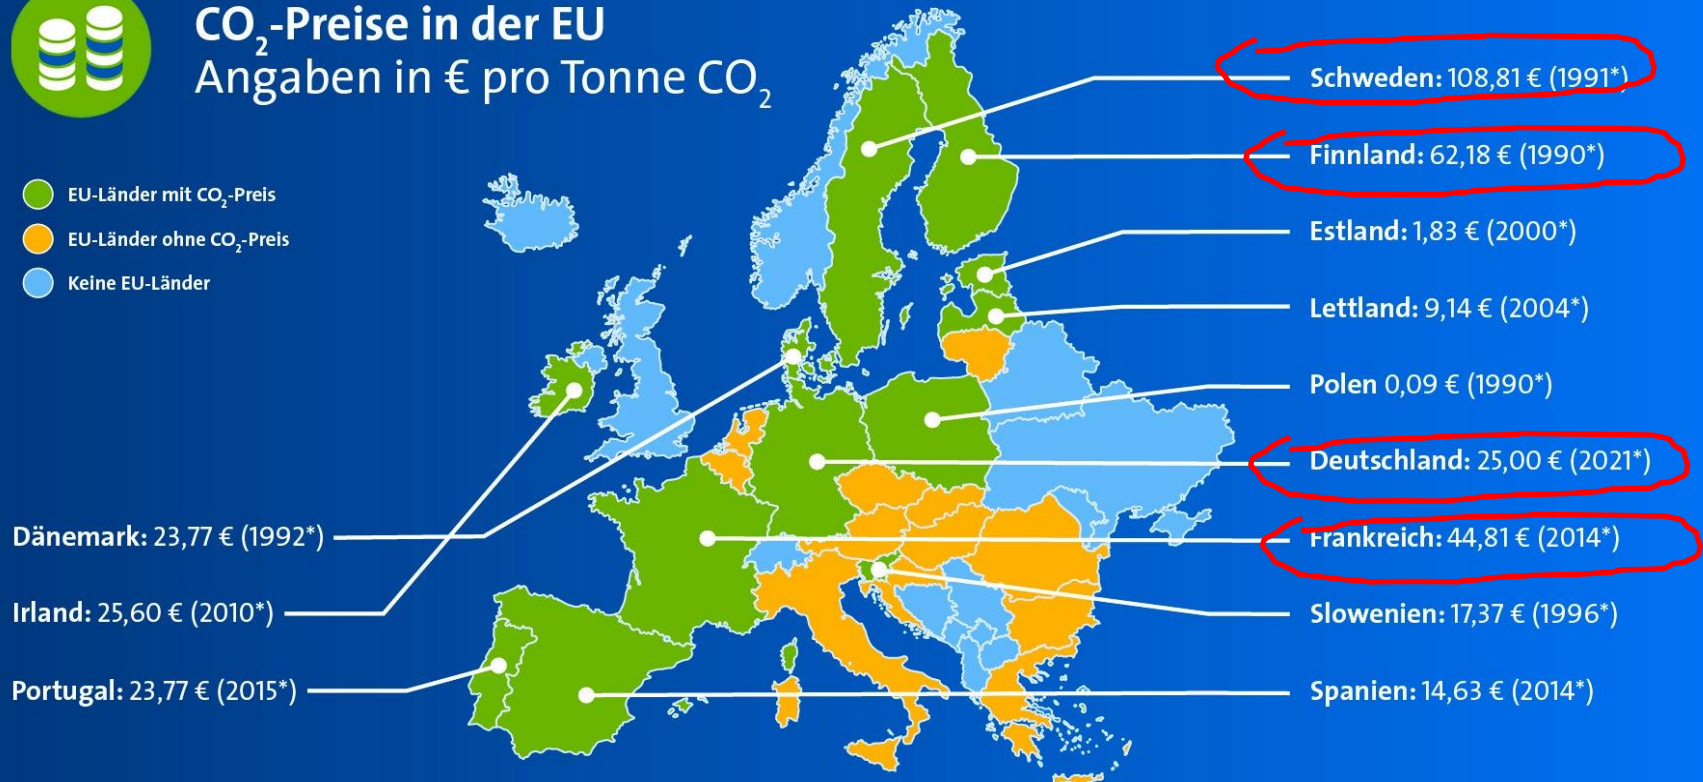 CO₂-Preise in der EU
Angaben in € pro Tonne CO₂
EU-Länder mit CO₂-Preis
EU-Länder ohne CO₂-Preis
Keine EU-Länder
Schweden: 108,81 € (1991*)
Finnland: 62,18 € (1990*)
Estland: 1,83 € (2000*)
Lettland: 9,14 € (2004*)
Polen 0,09 € (1990*)
Deutschland: 25,00 € (2021*)
Frankreich: 44,81 € (2014*)
Slowenien: 17,37 € (1996*)
Spanien: 14,63 € (2014*)
Dänemark: 23,77 € (1992*)
Irland: 25,60 € (2010*)
Portugal: 23,77 € (2015*)